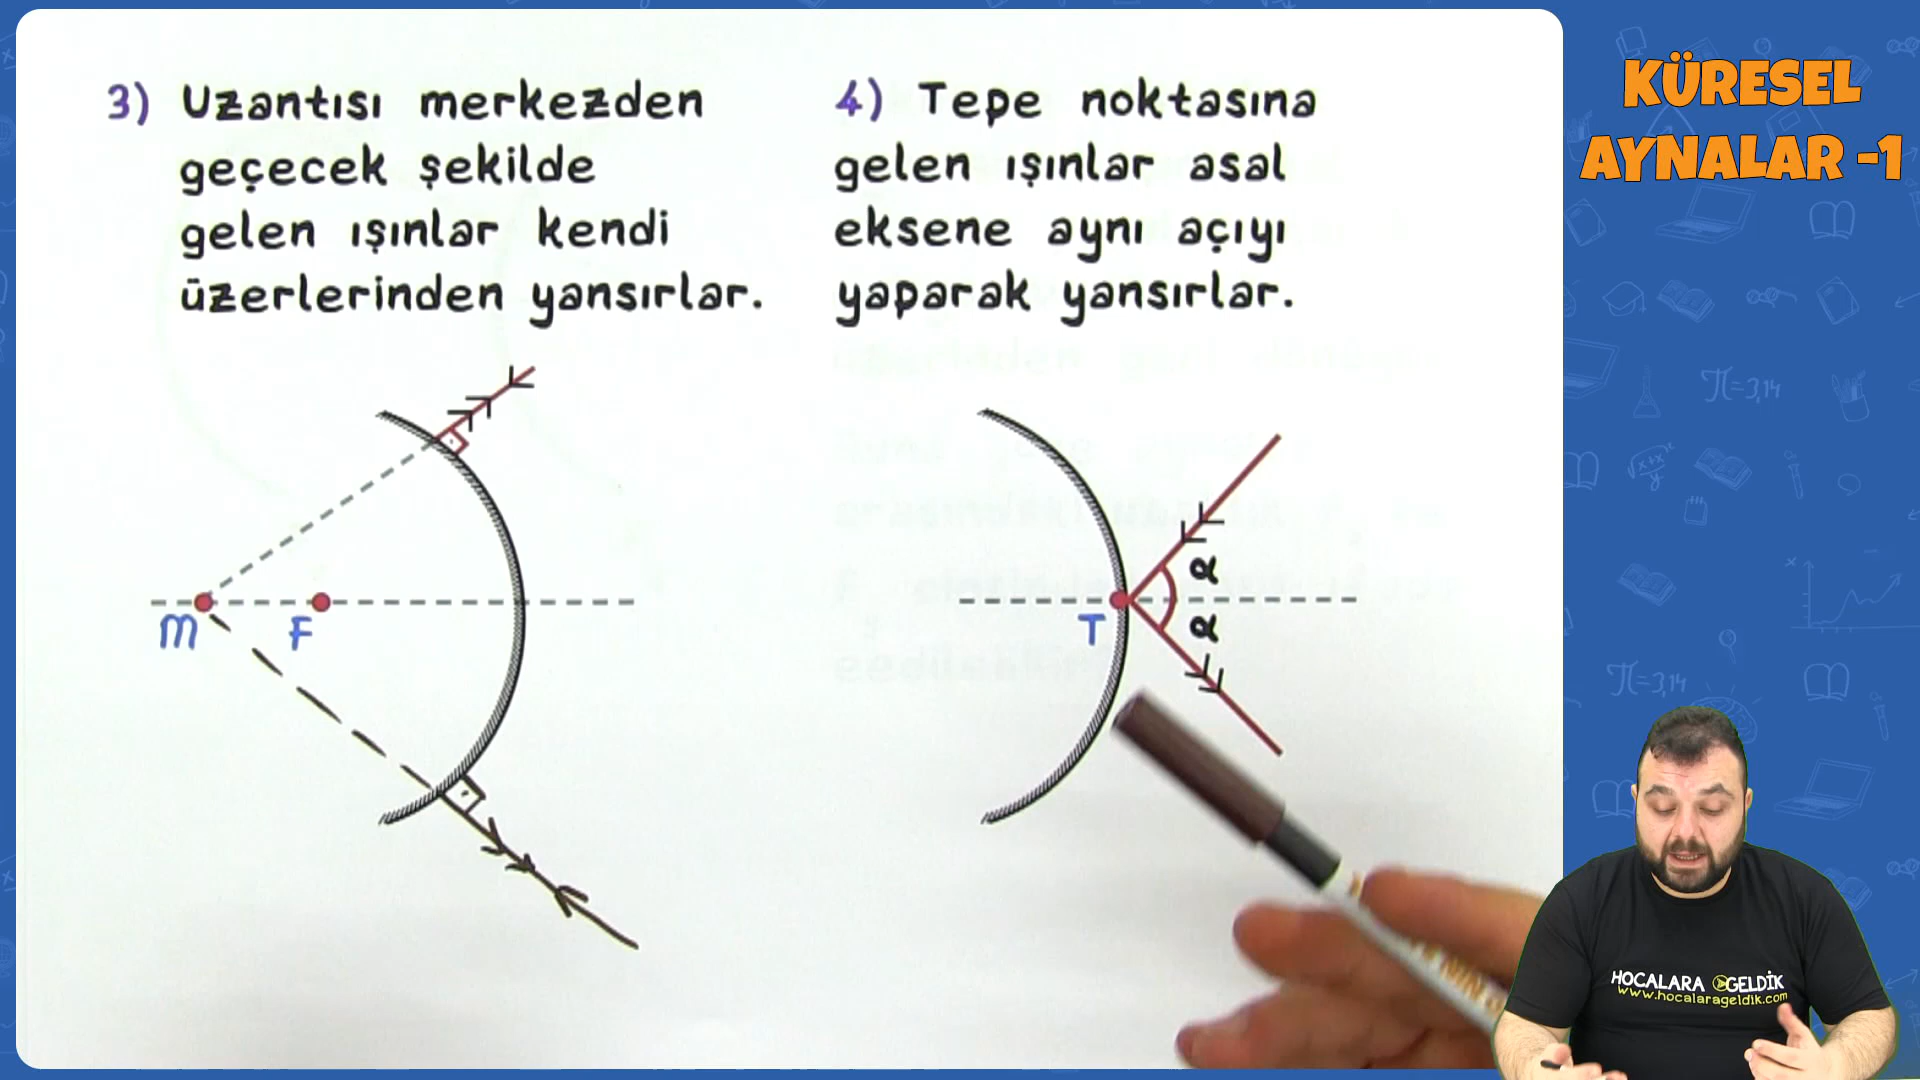 KÜRESEL
AYNALAR -1
3) Uzantısı merkezden
geçecek şekilde
gelen ışınlar kendi
üzerlerinden yansırlar.
4) Tepe noktasına
gelen ışınlar asal
eksene aynı açıyı
yaparak yansırlar.
M
F
T
α
α
π=3,14
π=3,14
HOCALARA GELDİK
www.hocalarageldik.com